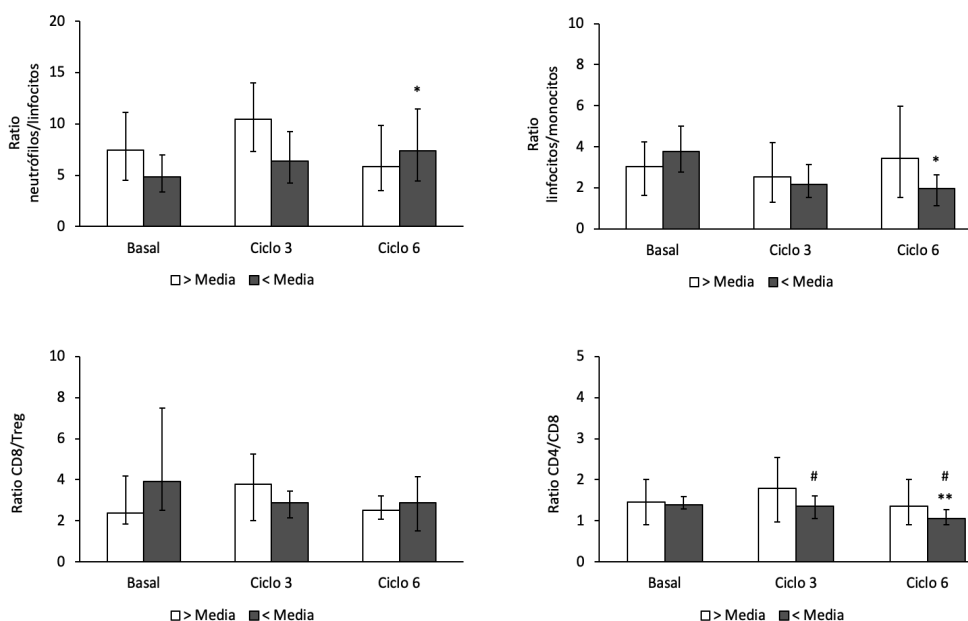 Ratio
neutrófilos/linfocitos
20
15
10
5
0
*
Basal
Ciclo 3
Ciclo 6
> Media
< Media
Ratio
linfocitos/monocitos
10
8
6
4
2
0
*
Basal
Ciclo 3
Ciclo 6
> Media
< Media
Ratio CD8/Treg
10
8
6
4
2
0
Basal
Ciclo 3
Ciclo 6
> Media
< Media
Ratio CD4/CD8
5
4
3
2
1
0
#
#
**
Basal
Ciclo 3
Ciclo 6
> Media
< Media